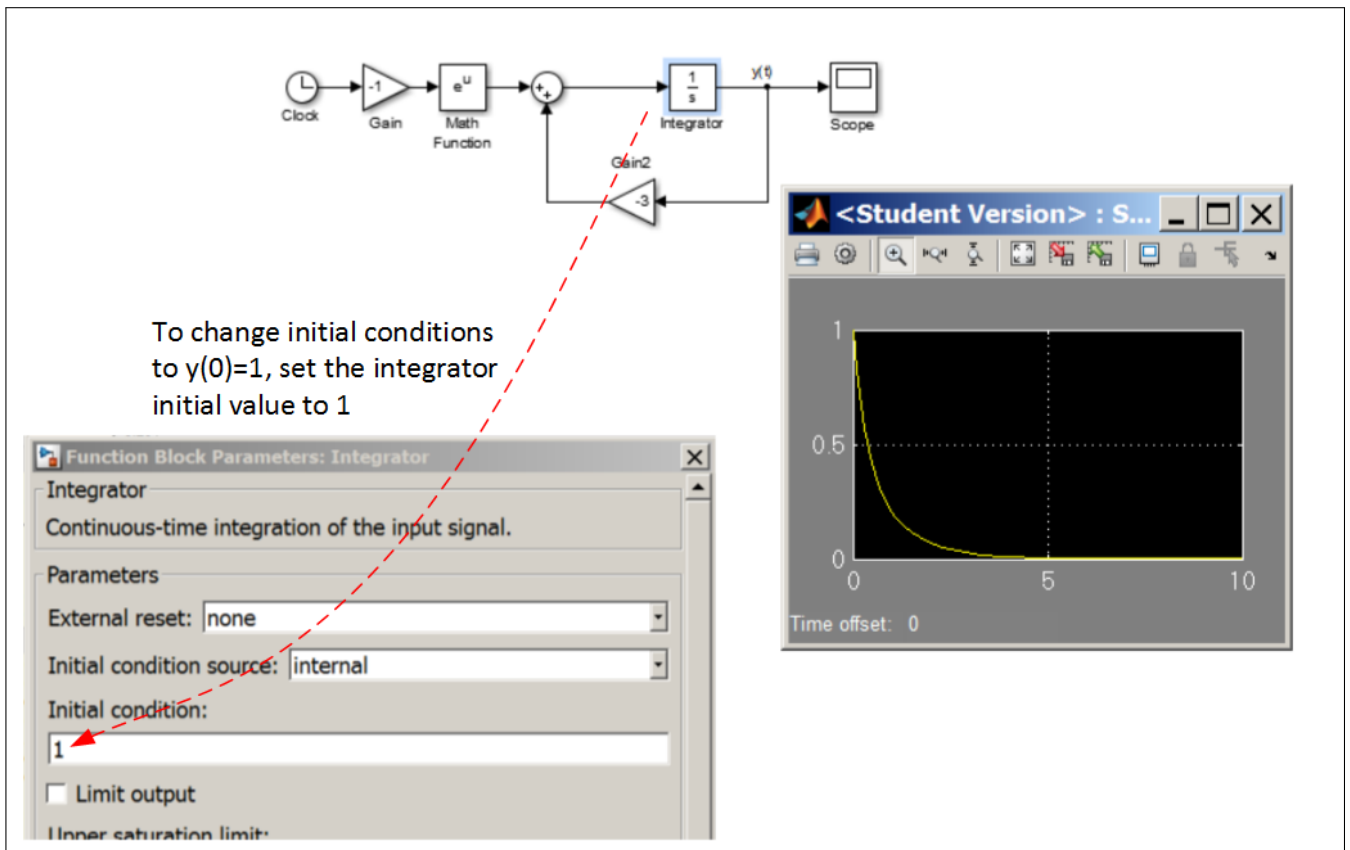 -1
e^u
+
+
1
s
y(t)
Clock
Gain
Math
Function
Integrator
Scope
Gain2
-3
To change initial conditions
to y(0)=1, set the integrator
initial value to 1
<Student Version> : S...
1
0.5
0
0
5
10
Time offset: 0
Function Block Parameters: Integrator
Integrator
Continuous-time integration of the input signal.
Parameters
External reset: none
Initial condition source: internal
Initial condition:
1
Limit output
Upper saturation limit: